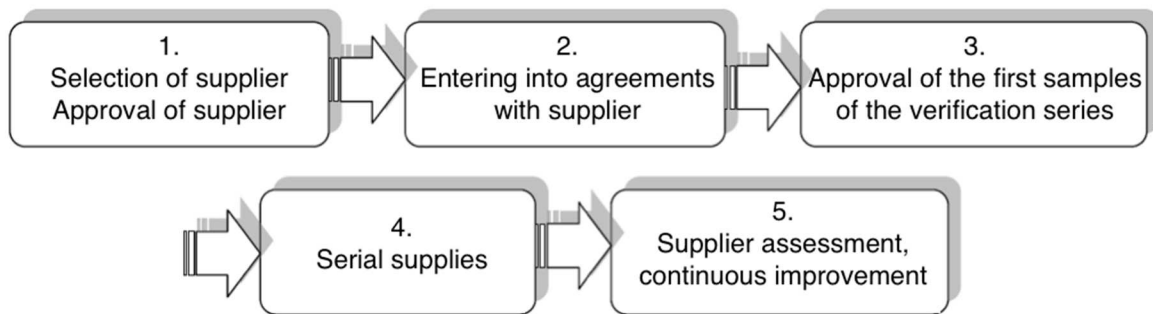 1.
Selection of supplier
Approval of supplier
2.
Entering into agreements
with supplier
3.
Approval of the first samples
of the verification series
4.
Serial supplies
5.
Supplier assessment,
continuous improvement